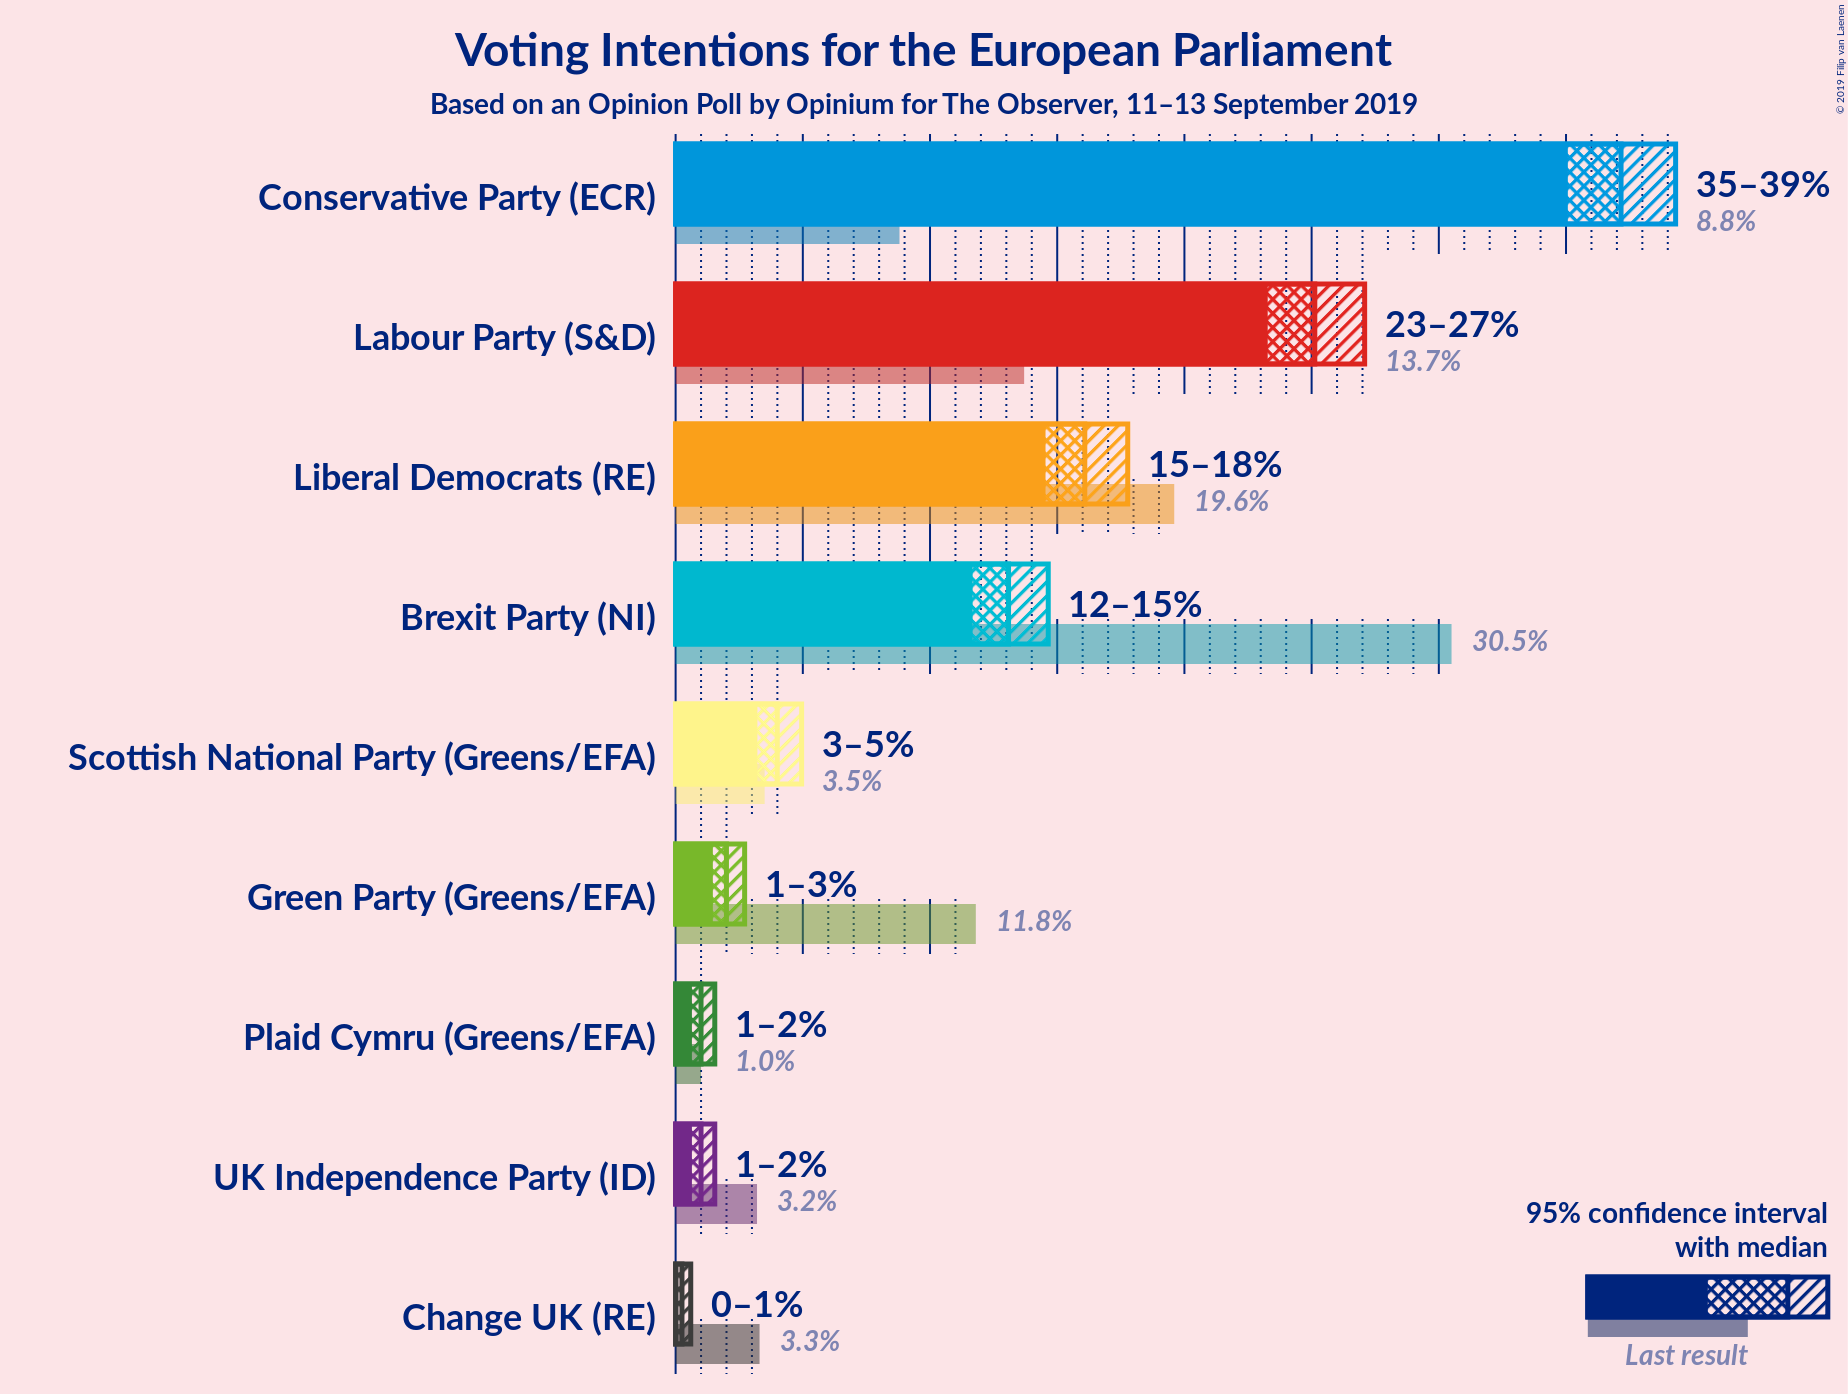 Voting Intentions for the European Parliament
Based on an Opinion Poll by Opinium for The Observer, 11–13 September 2019
© 2019 Filip van Laenen
Conservative Party (ECR)
35–39%
8.8%
Labour Party (S&D)
23–27%
13.7%
Liberal Democrats (RE)
15–18%
19.6%
Brexit Party (NI)
12–15%
30.5%
Scottish National Party (Greens/EFA)
3–5%
3.5%
Green Party (Greens/EFA)
1–3%
11.8%
Plaid Cymru (Greens/EFA)
1–2%
1.0%
UK Independence Party (ID)
1–2%
3.2%
Change UK (RE)
0–1%
3.3%
95% confidence interval
with median
Last result